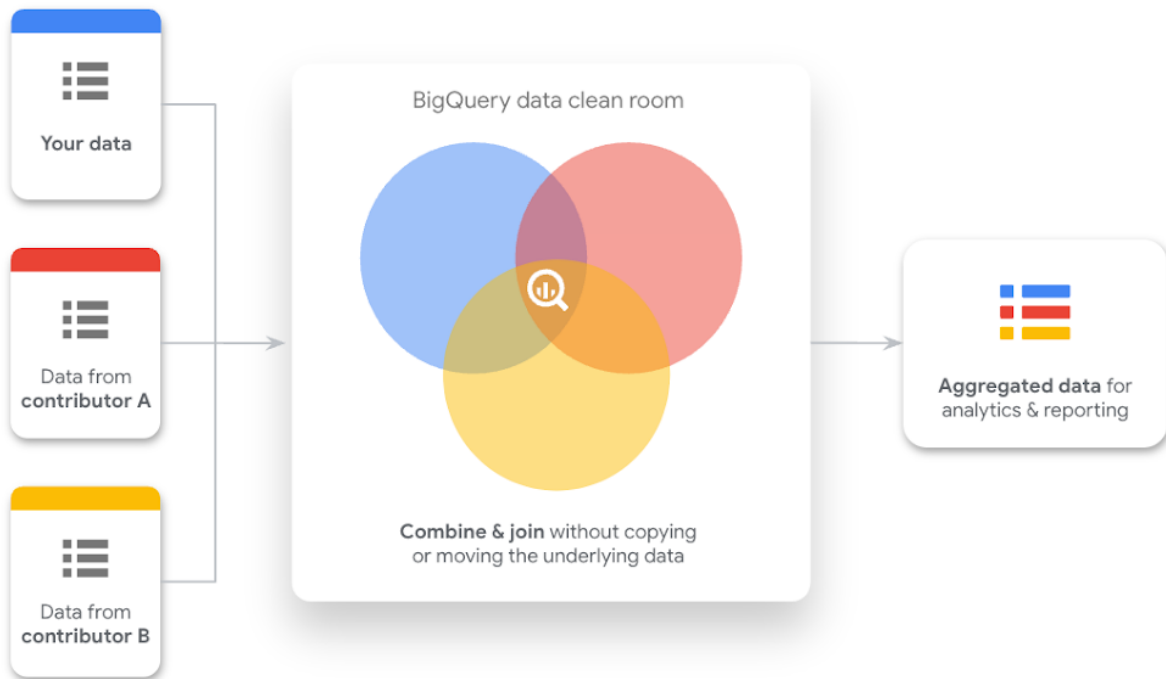 Your data
Data from
contributor A
Data from
contributor B
BigQuery data clean room
Combine & join without copying
or moving the underlying data
Aggregated data for
analytics & reporting